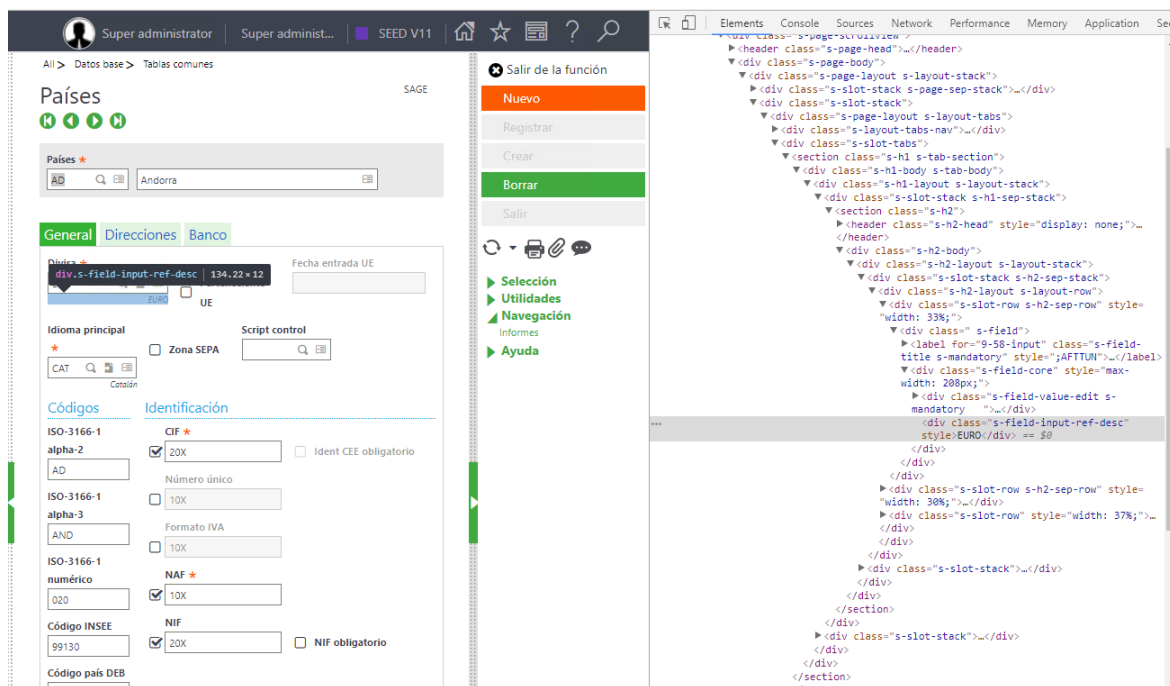 Super administrator
Super administ...
SEED V11
All > Datos base > Tablas comunes
Países
SAGE
Países *
AD
Andorra
General
Direcciones
Banco
Divisa *
Fecha entrada UE
div.s-field-input-ref-desc | 134.22×12
UE
EURO
Idioma principal
*
Script control
Zona SEPA
CAT
Catalán
Códigos
Identificación
ISO-3166-1
alpha-2
AD
CIF *
20X
Ident CEE obligatorio
ISO-3166-1
alpha-3
AND
Número único
10X
Formato IVA
10X
ISO-3166-1
numérico
020
NAF *
10X
Código INSEE
99130
NIF
20X
NIF obligatorio
Código país DEB
Salir de la función
Nuevo
Registrar
Crear
Borrar
Salir
Selección
Utilidades
Navegación
Informes
Ayuda
Elements Console Sources Network Performance Memory Application Sec
<div class="s-page-scrollview">
<header class="s-page-head">…</header>
<div class="s-page-body">
<div class="s-page-layout s-layout-stack">
<div class="s-slot-stack s-page-sep-stack">…</div>
<div class="s-slot-stack">
<div class="s-page-layout s-layout-tabs">
<div class="s-layout-tabs-nav">…</div>
<div class="s-slot-tabs">
<section class="s-h1 s-tab-section">
<div class="s-h1-body s-tab-body">
<div class="s-h1-layout s-layout-stack">
<div class="s-slot-stack s-h1-sep-stack">
<section class="s-h2">
<header class="s-h2-head" style="display: none;">…
</header>
<div class="s-h2-body">
<div class="s-h2-layout s-layout-stack">
<div class="s-slot-stack s-h2-sep-stack">
<div class="s-h2-layout s-layout-row">
<div class="s-slot-row s-h2-sep-row" style=
"width: 33%;">
<div class=" s-field">
<label for="9-58-input" class="s-field-
title s-mandatory" style=";AFTTUN">…</label>
<div class="s-field-core" style="max-
width: 208px;">
<div class="s-field-value-edit s-
mandatory ">…</div>
<div class="s-field-input-ref-desc"
style>EURO</div> == $0
</div>
</div>
</div>
<div class="s-slot-row s-h2-sep-row" style=
"width: 30%;">…</div>
<div class="s-slot-row" style="width: 37%;">…
</div>
</div>
</div>
<div class="s-slot-stack">…</div>
</div>
</div>
</section>
</div>
<div class="s-slot-stack">…</div>
</div>
</div>
</section>